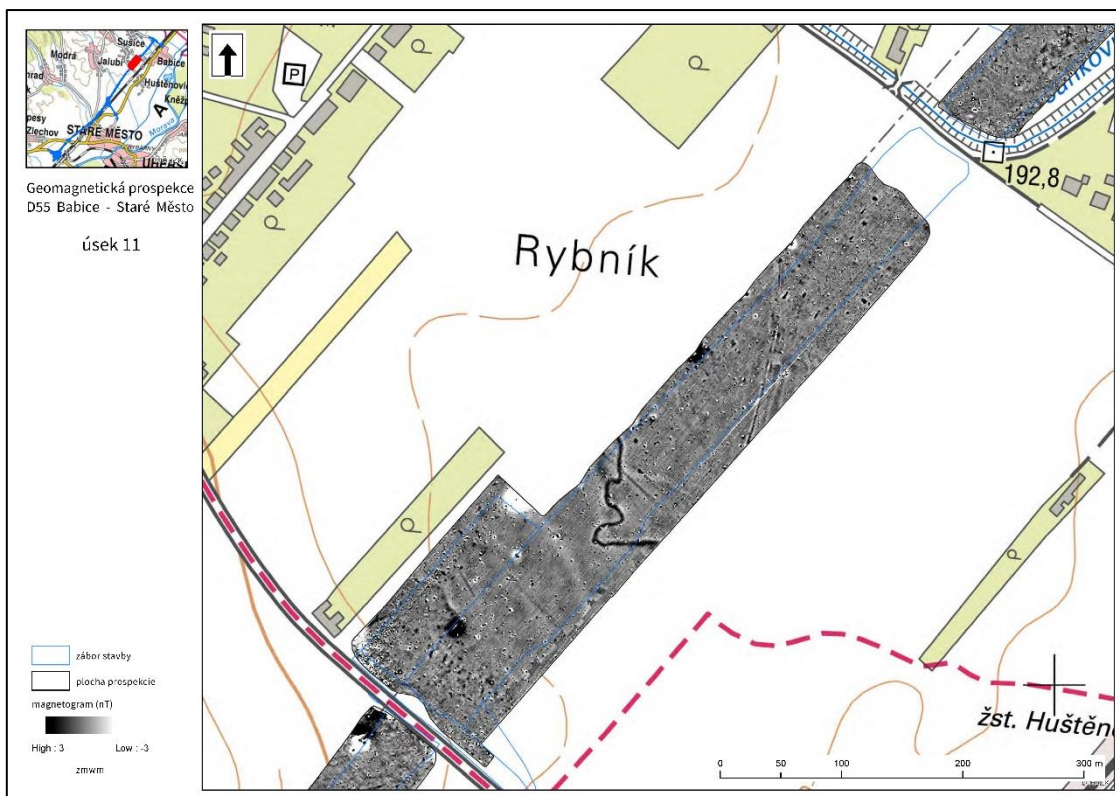 Sušice
Modrá
Jalubí
Babice
Huštěnovice
Kněžp
Zlechov
STARÉ MĚSTO
Morava
Geomagnetická prospekce
D55 Babice - Staré Město
úsek 11
P
192,8
Rybník
žst. Huštěno
zábor stavby
plocha prospekcie
magnetogram (nT)
High : 3 Low : -3
zmwm
0 50 100 200 300 m